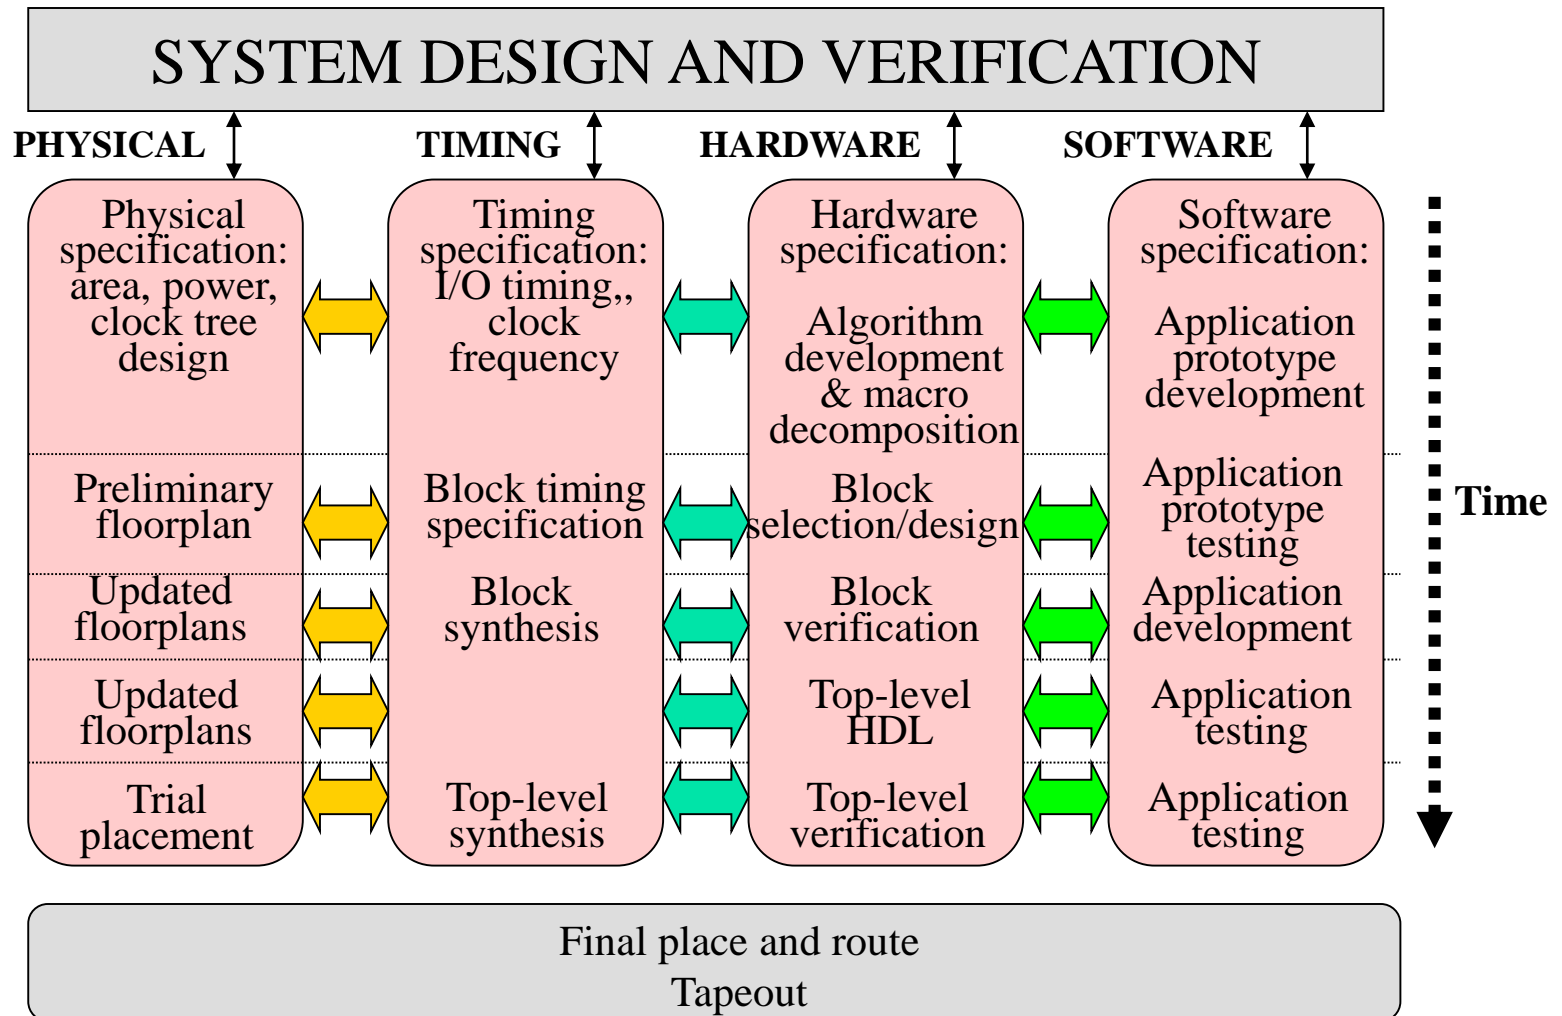 SYSTEM DESIGN AND VERIFICATION
PHYSICAL
TIMING
HARDWARE
SOFTWARE
Physical
specification:
area, power,
clock tree
design
Timing
specification:
I/O timing,,
clock
frequency
Hardware
specification:
Algorithm
development
& macro
decomposition
Software
specification:
Application
prototype
development
Preliminary
floorplan
Block timing
specification
Block
selection/design
Application
prototype
testing
Time
Updated
floorplans
Block
synthesis
Block
verification
Application
development
Updated
floorplans
Top-level
HDL
Application
testing
Trial
placement
Top-level
synthesis
Top-level
verification
Application
testing
Final place and route
Tapeout